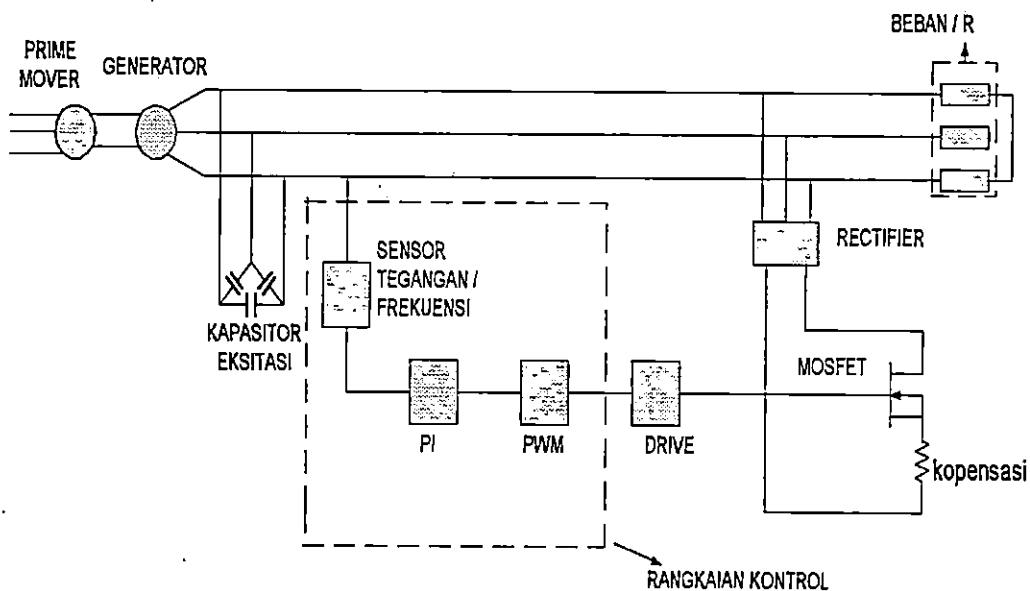 BEBAN / R
PRIME
MOVER
GENERATOR
RECTIFIER
SENSOR
TEGANGAN /
FREKUENSI
KAPASITOR
EKSITASI
MOSFET
PI
PWM
DRIVE
kopensasi
RANGKAIAN KONTROL